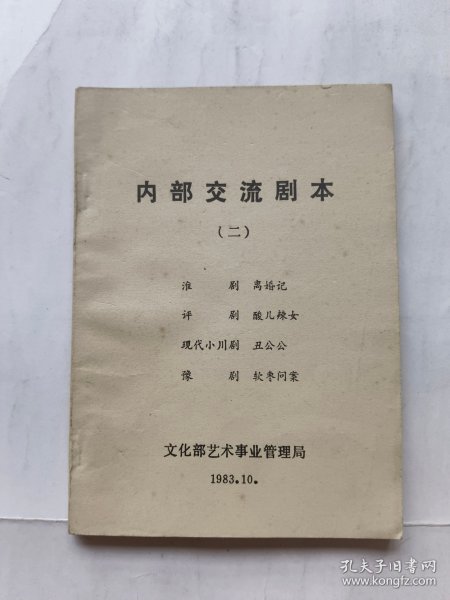 内部交流剧本
(二)
淮 剧 离婚记
评 剧 酸儿辣女
现代小川剧 丑公公
豫 剧 软枣问案
文化部艺术事业管理局
1983.10.
孔夫子旧书网
www.kongfz.com